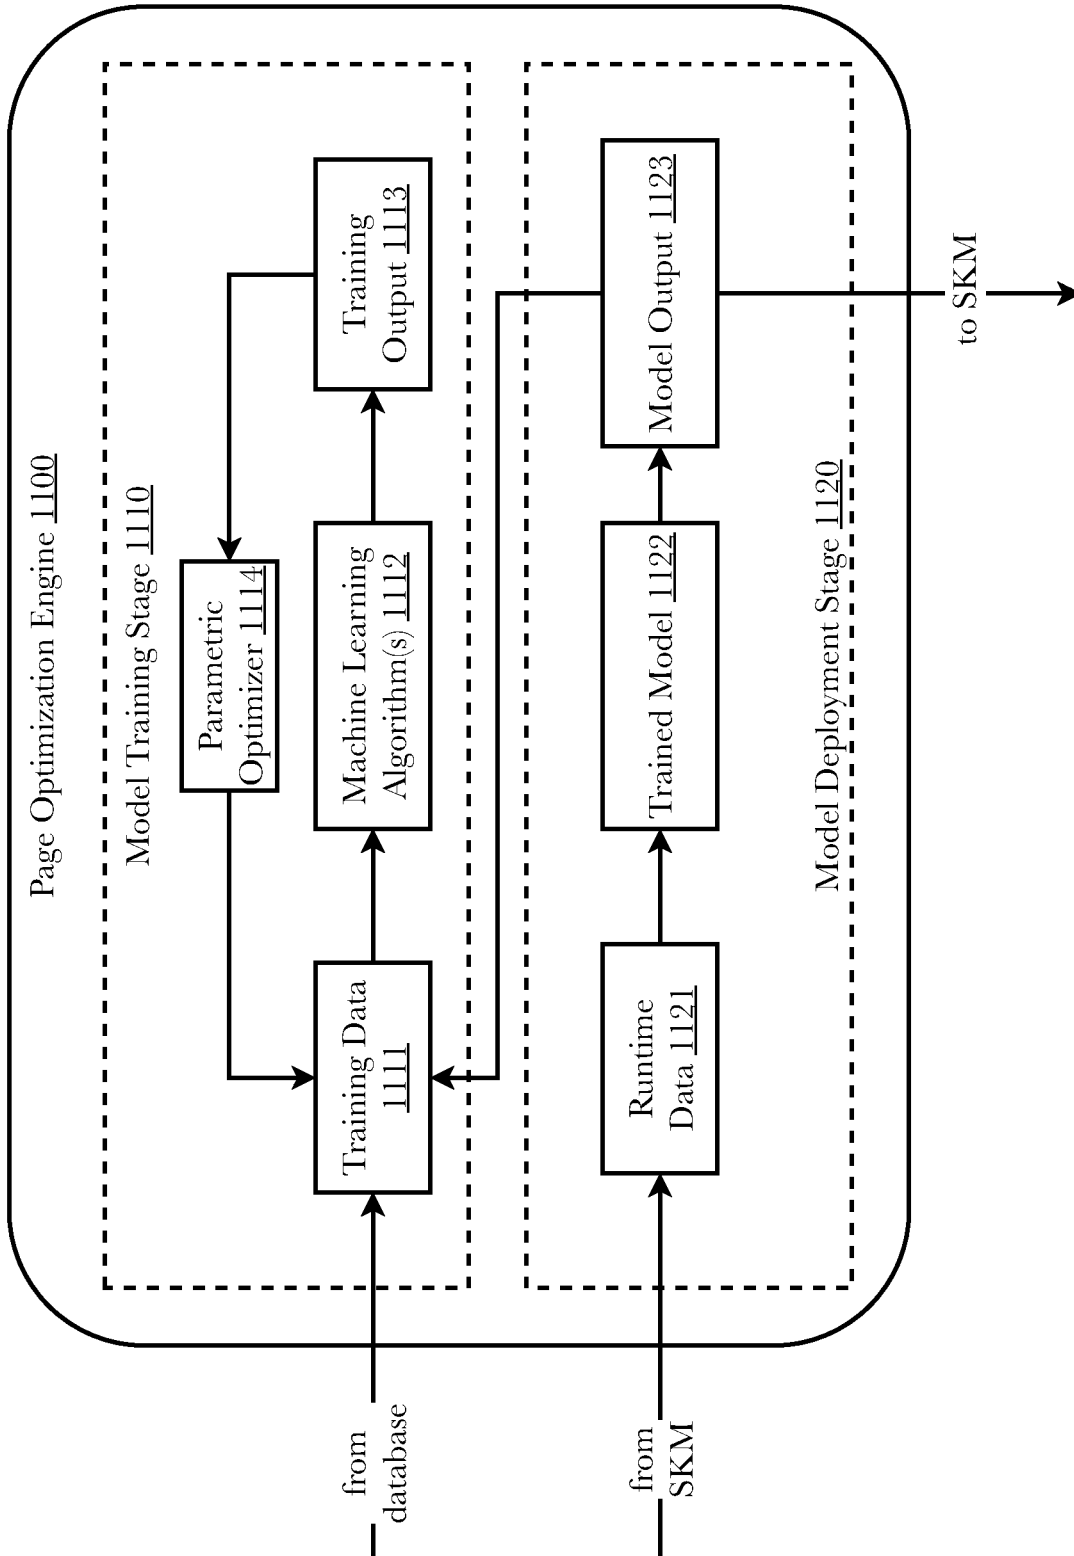 Page Optimization Engine 1100
Model Training Stage 1110
Parametric
Optimizer 1114
from
database
Training Data
1111
Machine Learning
Algorithm(s) 1112
Training
Output 1113
from
SKM
Runtime
Data 1121
Trained Model 1122
Model Output 1123
Model Deployment Stage 1120
to SKM